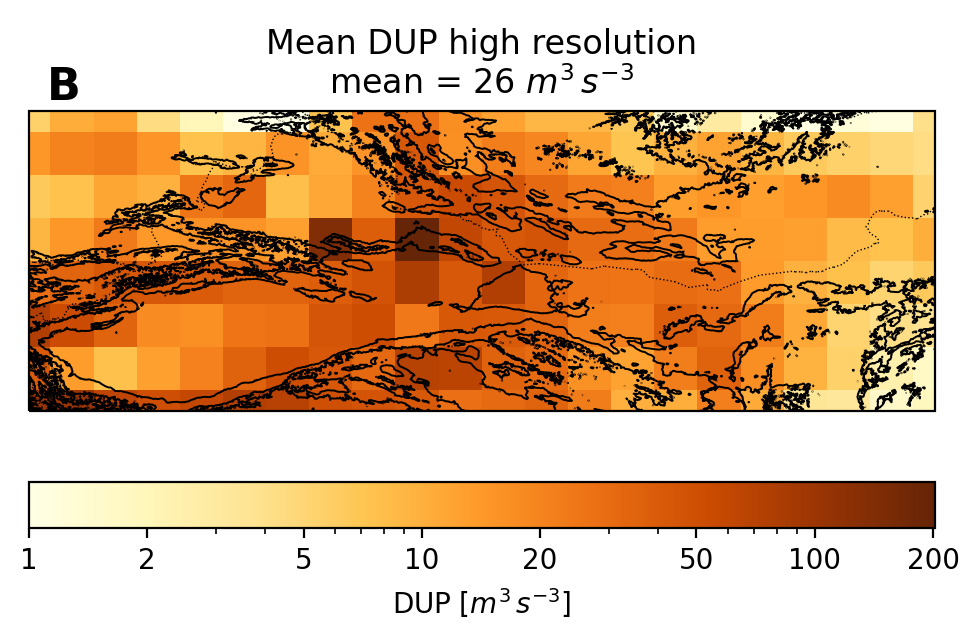 Mean DUP high resolution
B mean = 26 m³ s⁻³
1 2 5 10 20 50 100 200
DUP [m³ s⁻³]